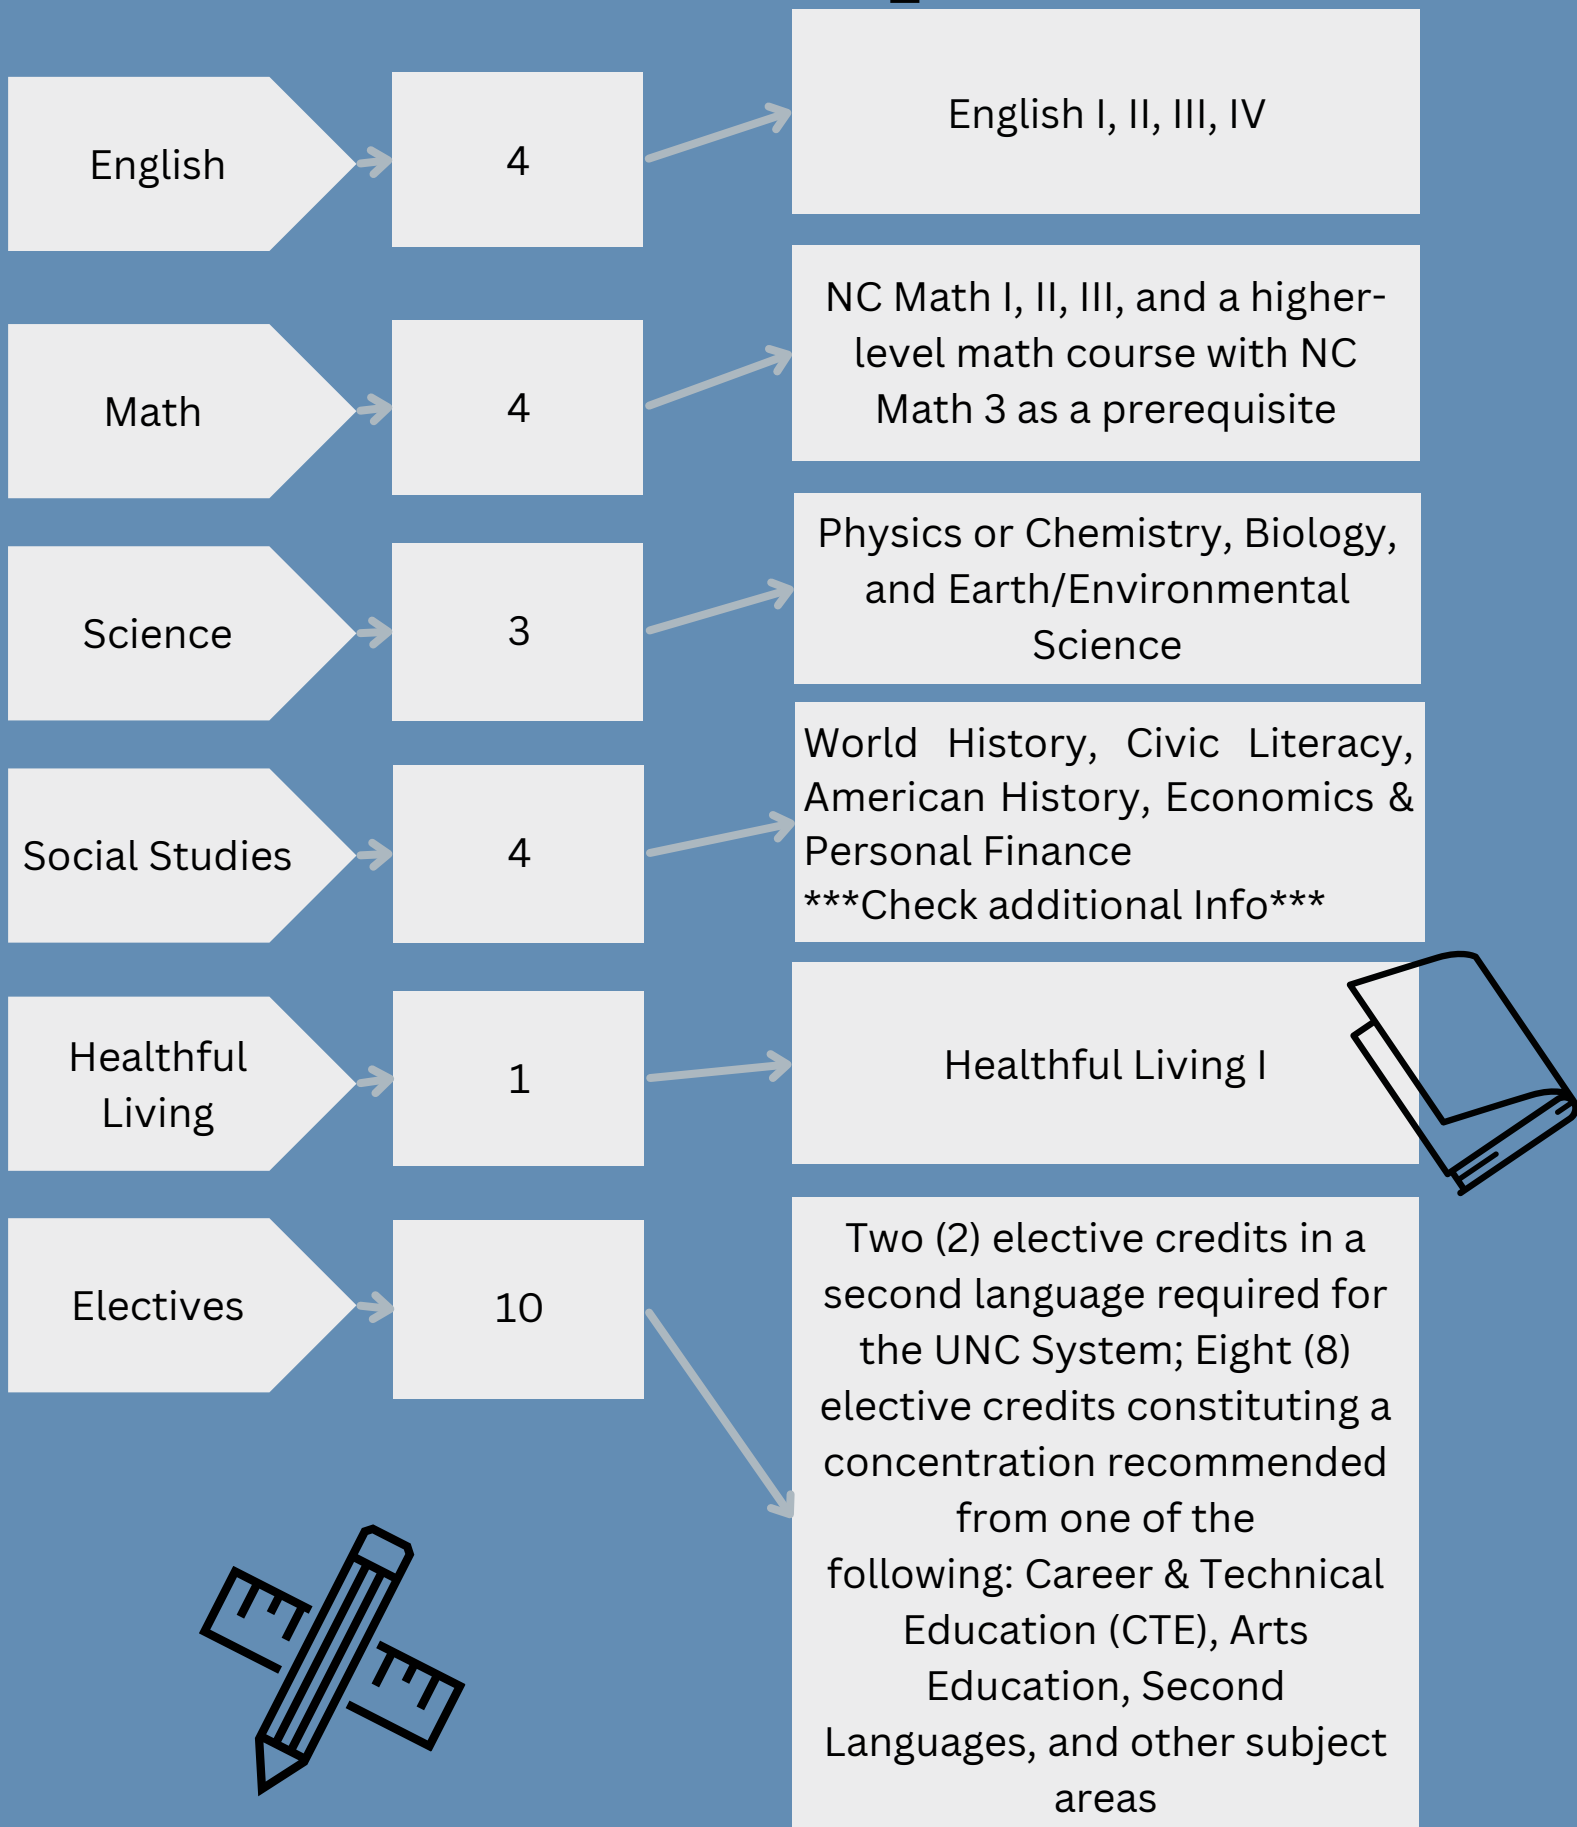 English
4
English I, II, III, IV
Math
4
NC Math I, II, III, and a higher-
level math course with NC
Math 3 as a prerequisite
Science
3
Physics or Chemistry, Biology,
and Earth/Environmental
Science
Social Studies
4
World History, Civic Literacy,
American History, Economics &
Personal Finance
***Check additional Info***
Healthful
Living
1
Healthful Living I
Electives
10
Two (2) elective credits in a
second language required for
the UNC System; Eight (8)
elective credits constituting a
concentration recommended
from one of the
following: Career & Technical
Education (CTE), Arts
Education, Second
Languages, and other subject
areas